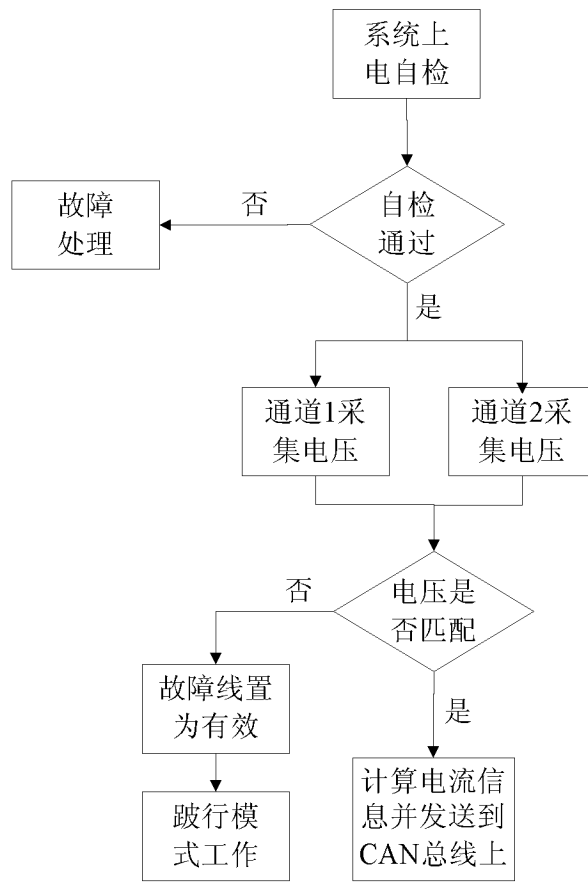 系统上
电自检
故障
处理
否
自检
通过
是
通道1采
集电压
通道2采
集电压
否
电压是
否匹配
故障线置
为有效
是
跛行模
式工作
计算电流信
息并发送到
CAN总线上